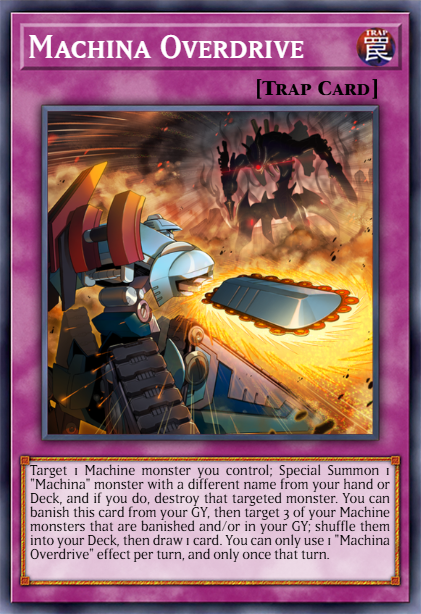 Machina Overdrive
TRAP
罠
[Trap Card]
Target 1 Machine monster you control; Special Summon 1
"Machina" monster with a different name from your hand or
Deck, and if you do, destroy that targeted monster. You can
banish this card from your GY, then target 3 of your Machine
monsters that are banished and/or in your GY; shuffle them
into your Deck, then draw 1 card. You can only use 1 "Machina
Overdrive" effect per turn, and only once that turn.